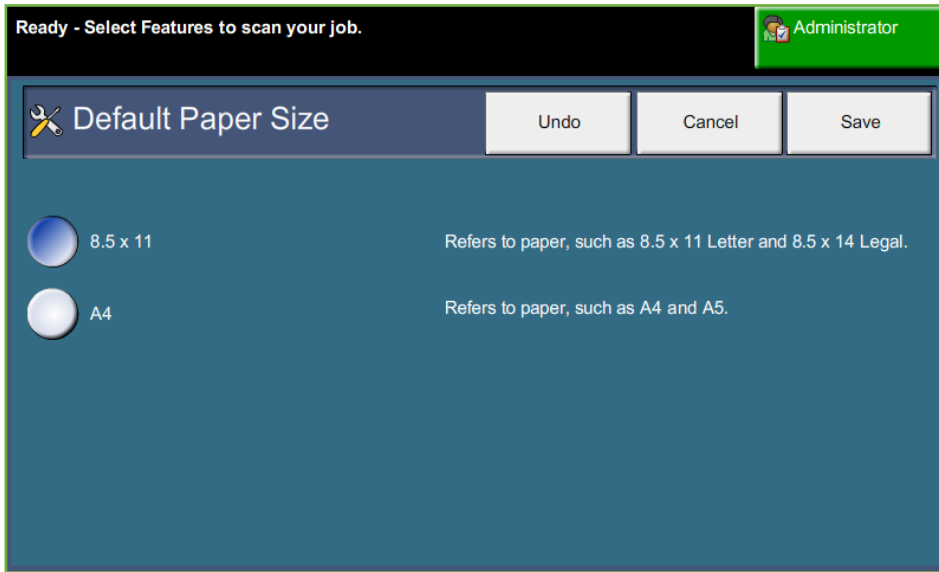 Ready - Select Features to scan your job.
Administrator
Default Paper Size
Undo
Cancel
Save
8.5 x 11
Refers to paper, such as 8.5 x 11 Letter and 8.5 x 14 Legal.
A4
Refers to paper, such as A4 and A5.